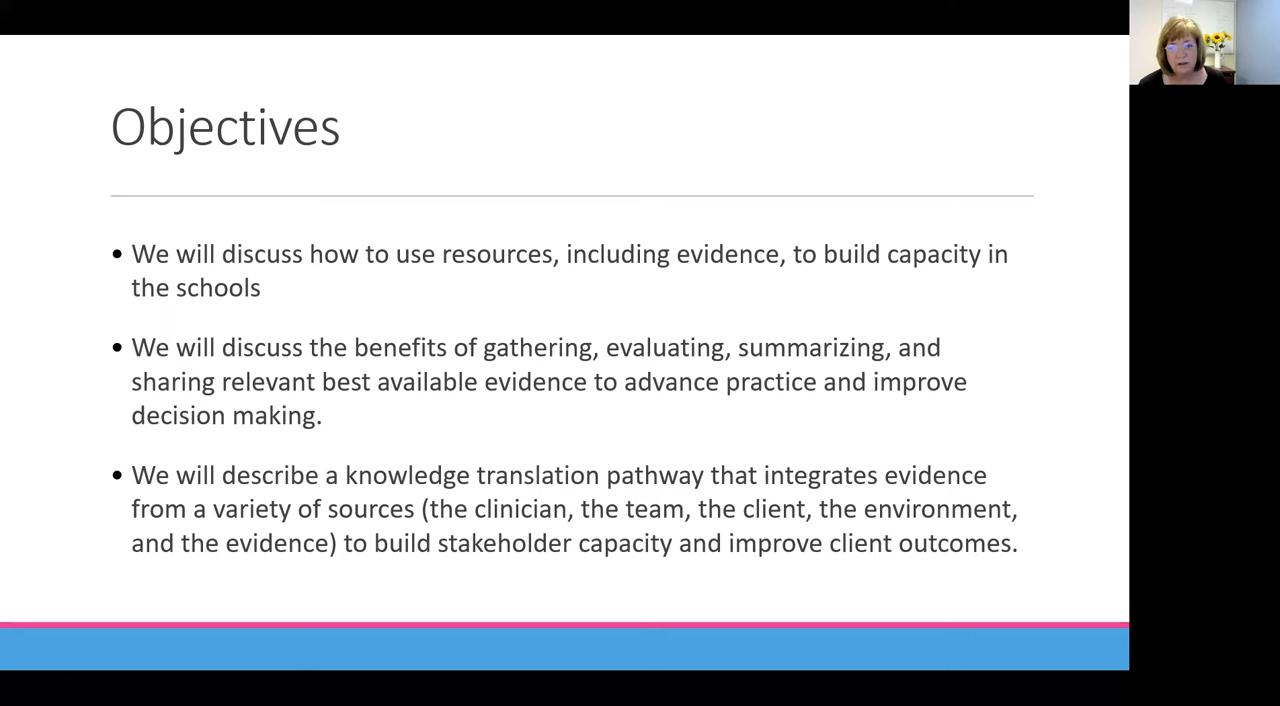 Objectives
• We will discuss how to use resources, including evidence, to build capacity in
the schools
• We will discuss the benefits of gathering, evaluating, summarizing, and
sharing relevant best available evidence to advance practice and improve
decision making.
• We will describe a knowledge translation pathway that integrates evidence
from a variety of sources (the clinician, the team, the client, the environment,
and the evidence) to build stakeholder capacity and improve client outcomes.